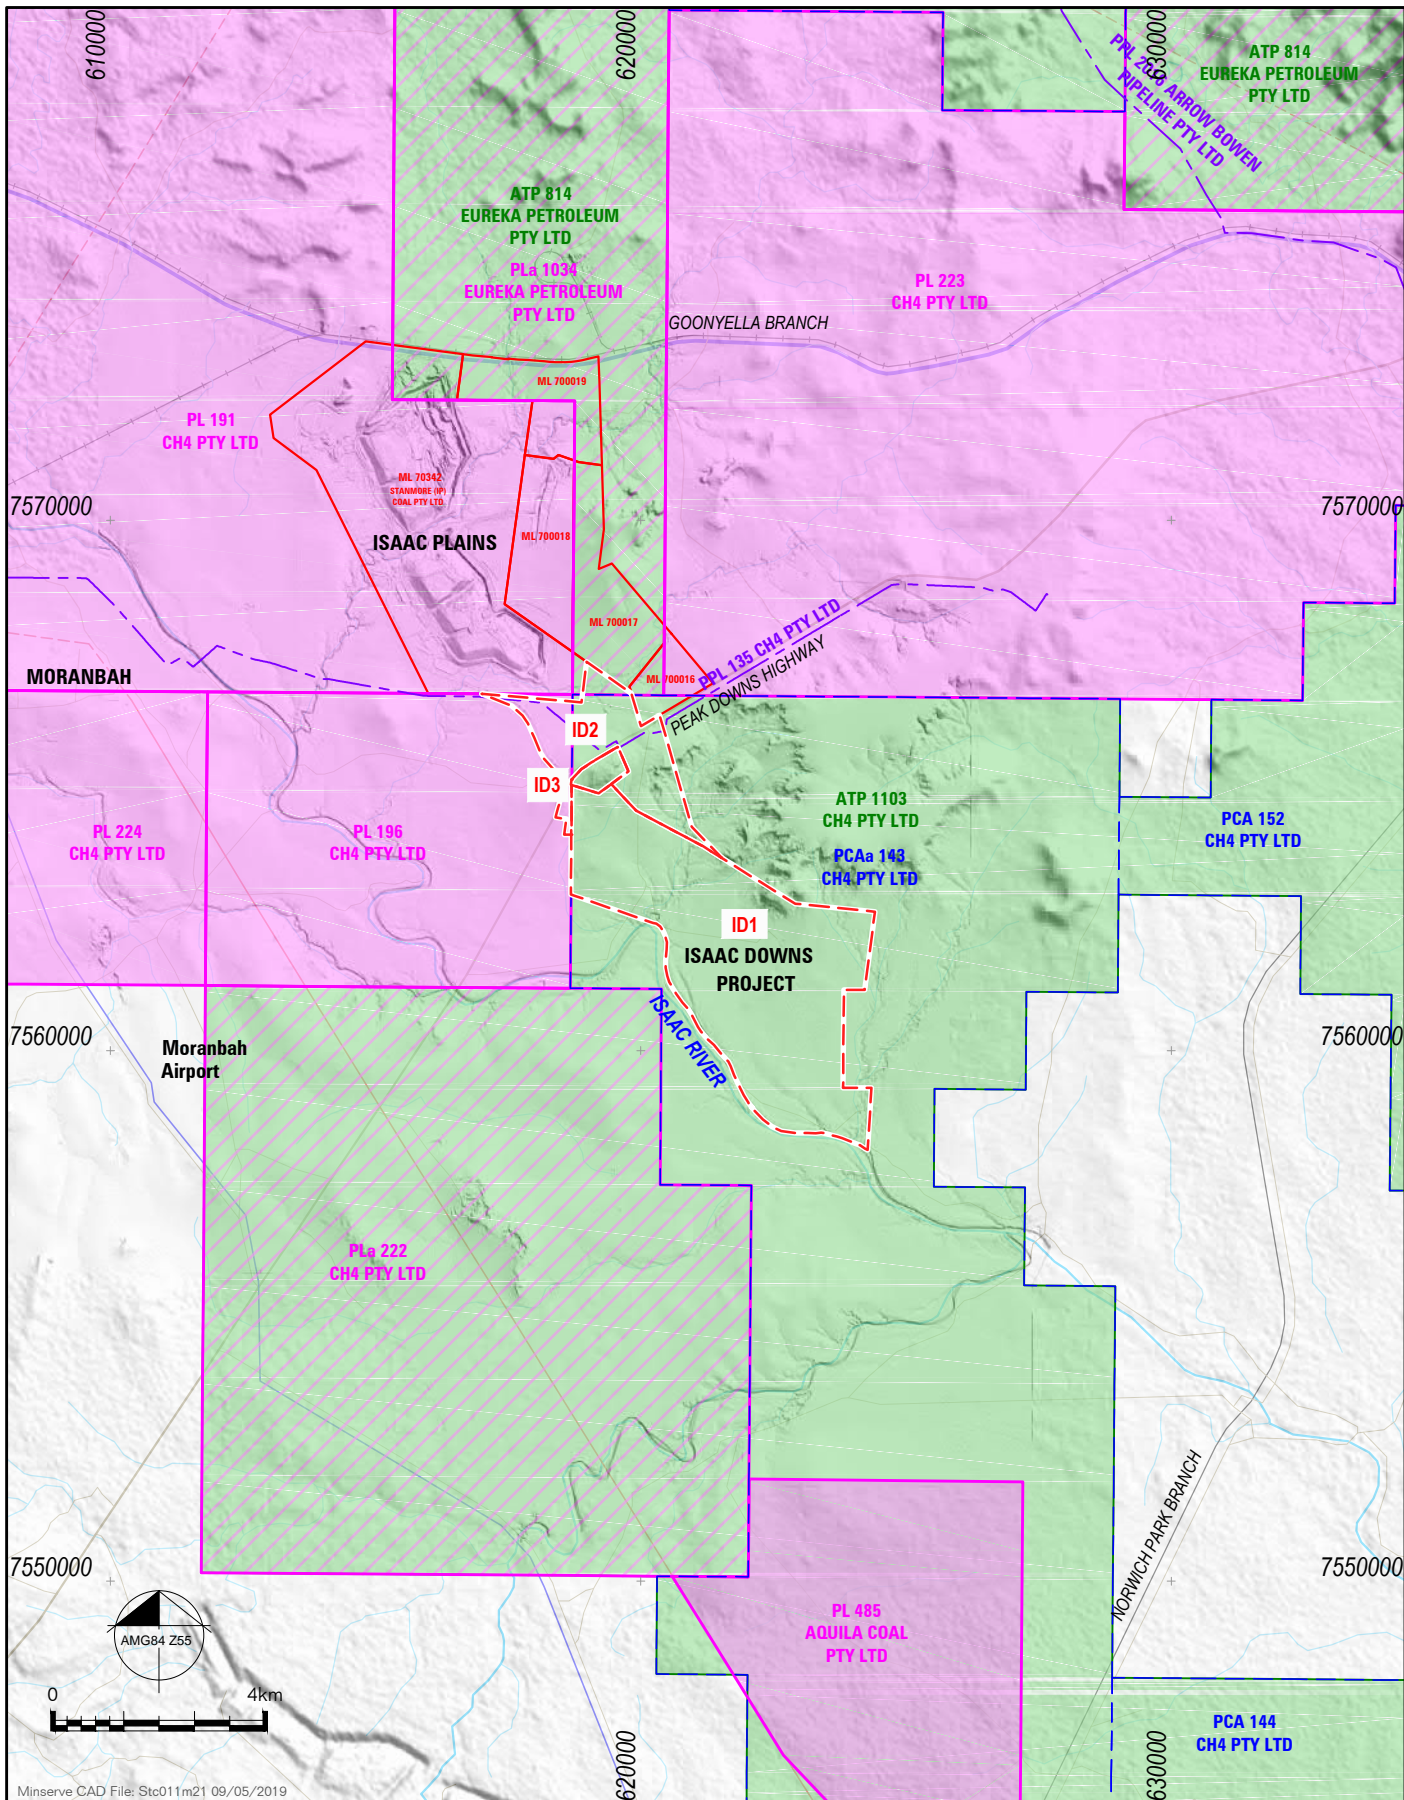 610000
620000
630000
ATP 814
EUREKA PETROLEUM
PTY LTD
PPL 2016 ARROW BOWEN
PIPELINE PTY LTD
ATP 814
EUREKA PETROLEUM
PTY LTD
PLa 1034
EUREKA PETROLEUM
PTY LTD
PL 223
CH4 PTY LTD
GOONYELLA BRANCH
ML 700019
PL 191
CH4 PTY LTD
ML 70342
STANMORE (IP)
COAL PTY LTD
7570000
7570000
ISAAC PLAINS
ML 700018
ML 700017
PPL 135 CH4 PTY LTD
MORANBAH
ML 700016
PEAK DOWNS HIGHWAY
ID2
ID3
ATP 1103
CH4 PTY LTD
PCA 152
CH4 PTY LTD
PL 224
CH4 PTY LTD
PL 196
CH4 PTY LTD
PCAa 143
CH4 PTY LTD
ID1
ISAAC DOWNS
PROJECT
ISAAC RIVER
7560000
7560000
Moranbah
Airport
PLa 222
CH4 PTY LTD
NORWICH PARK BRANCH
7550000
7550000
PL 485
AQUILA COAL
PTY LTD
AMG84 Z55
0
4km
PCA 144
CH4 PTY LTD
620000
630000
Minserve CAD File: Stc011m21 09/05/2019